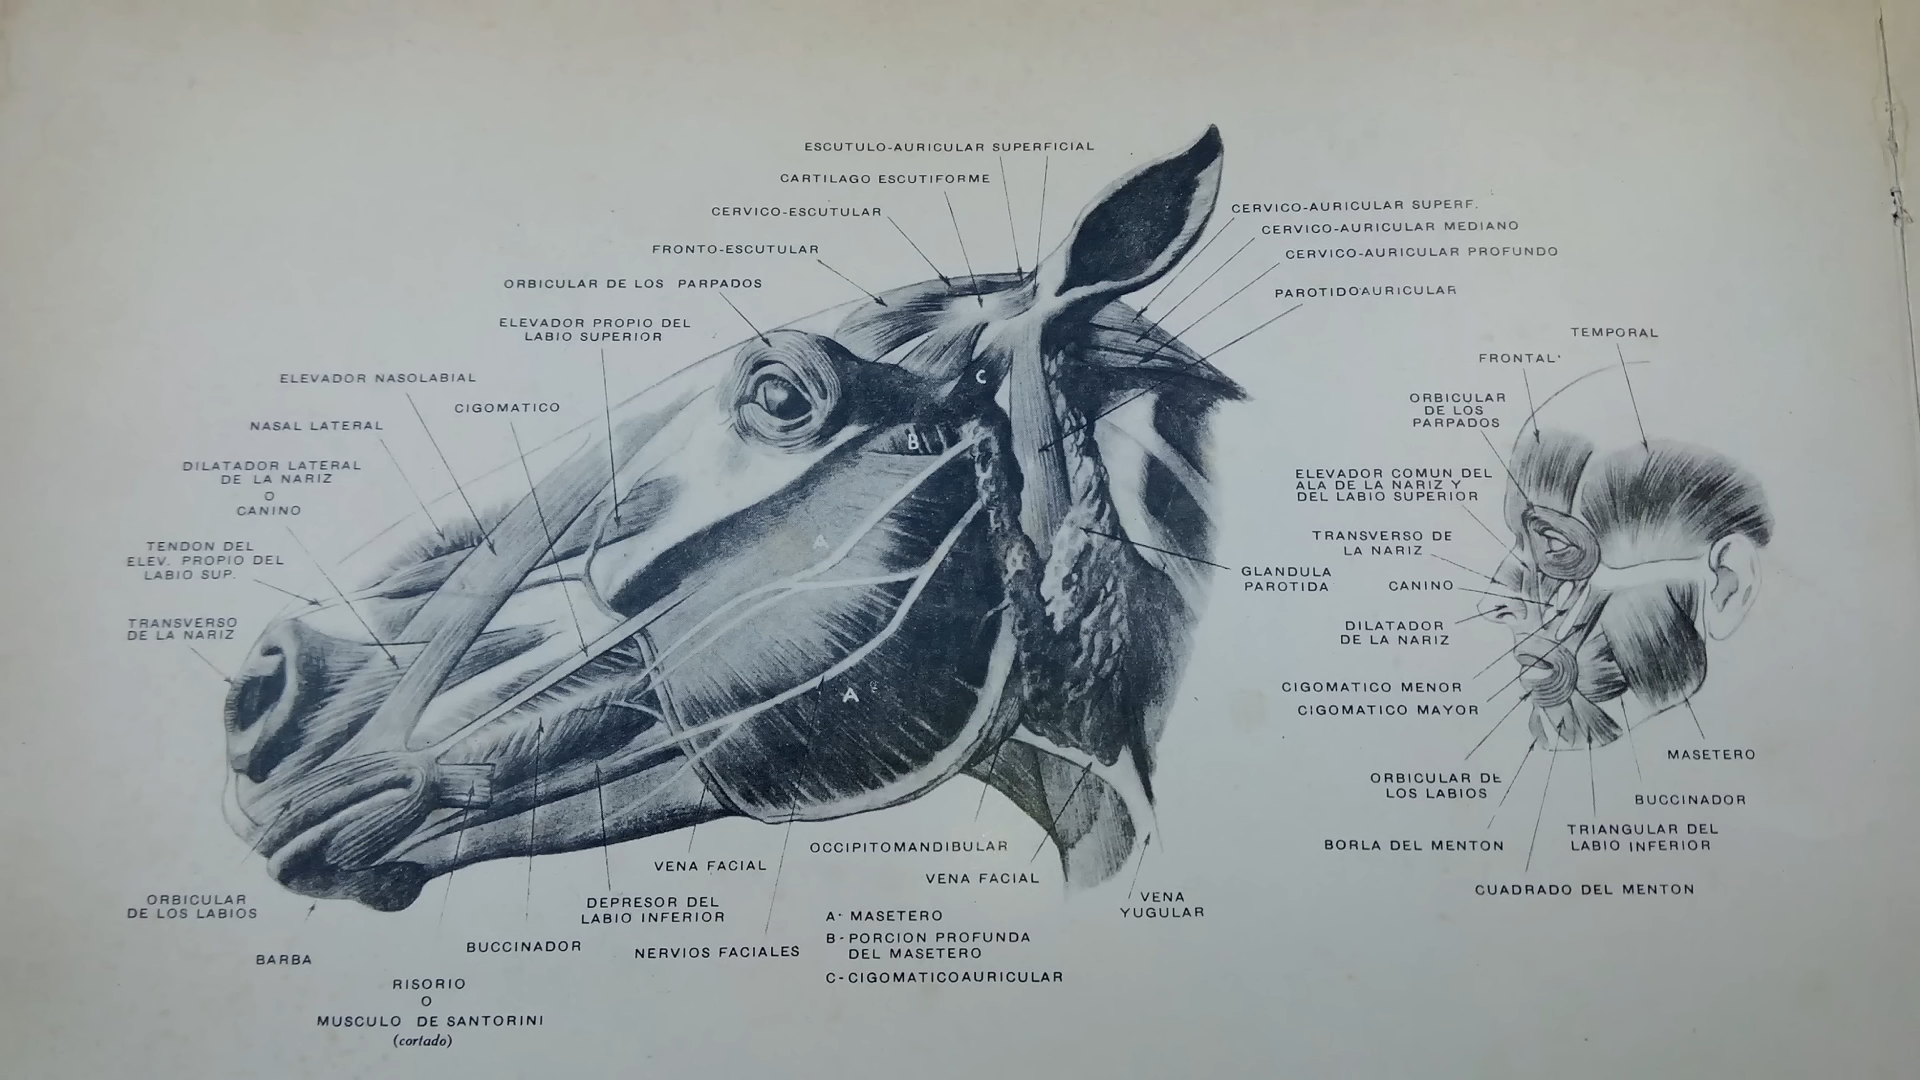 ESCUTULO-AURICULAR SUPERFICIAL
CARTILAGO ESCUTIFORME
CERVICO-ESCUTULAR
FRONTO-ESCUTULAR
ORBICULAR DE LOS PARPADOS
ELEVADOR PROPIO DEL
LABIO SUPERIOR
ELEVADOR NASOLABIAL
CIGOMATICO
NASAL LATERAL
DILATADOR LATERAL
DE LA NARIZ
O
CANINO
TENDON DEL
ELEV. PROPIO DEL
LABIO SUP.
TRANSVERSO
DE LA NARIZ
ORBICULAR
DE LOS LABIOS
BARBA
RISORIO
O
MUSCULO DE SANTORINI
(cortado)
BUCCINADOR
DEPRESOR DEL
LABIO INFERIOR
VENA FACIAL
NERVIOS FACIALES
OCCIPITOMANDIBULAR
VENA FACIAL
VENA
YUGULAR
A- MASETERO
B-PORCION PROFUNDA
DEL MASETERO
C-CIGOMATICOAURICULAR
C
B
A
A
CERVICO-AURICULAR SUPERF.
CERVICO-AURICULAR MEDIANO
CERVICO-AURICULAR PROFUNDO
PAROTIDOAURICULAR
GLANDULA
PAROTIDA
TEMPORAL
FRONTAL
ORBICULAR
DE LOS
PARPADOS
ELEVADOR COMUN DEL
ALA DE LA NARIZ Y
DEL LABIO SUPERIOR
TRANSVERSO DE
LA NARIZ
CANINO
DILATADOR
DE LA NARIZ
CIGOMATICO MENOR
CIGOMATICO MAYOR
ORBICULAR DE
LOS LABIOS
BORLA DEL MENTON
CUADRADO DEL MENTON
TRIANGULAR DEL
LABIO INFERIOR
BUCCINADOR
MASETERO